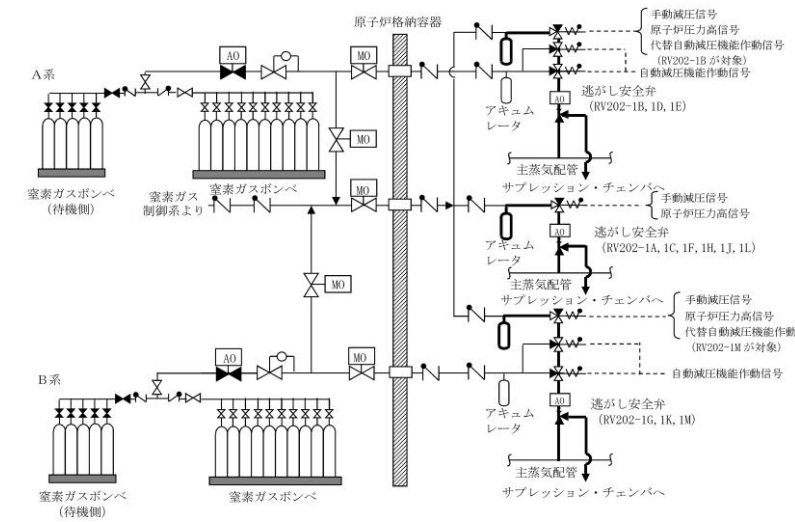 原子炉格納容器
手動減圧信号
原子炉圧力高信号
代替自動減圧機能作動信号
(RV202-1Bが対象)
自動減圧機能作動信号
AO
MO
A系
アキュム
レータ
AO
逃がし安全弁
(RV202-1B, 1D, 1E)
MO
主蒸気配管
サプレッション・チェンバへ
窒素ガスボンベ
(待機側)
窒素ガスボンベ
窒素ガス
制御系より
MO
手動減圧信号
原子炉圧力高信号
アキュム
レータ
AO
逃がし安全弁
(RV202-1A, 1C, 1F, 1H, 1J, 1L)
主蒸気配管
サプレッション・チェンバへ
MO
手動減圧信号
原子炉圧力高信号
代替自動減圧機能作動
(RV202-1Mが対象)
自動減圧機能作動信号
AO
MO
B系
アキュム
レータ
AO
逃がし安全弁
(RV202-1G, 1K, 1M)
主蒸気配管
サプレッション・チェンバへ
窒素ガスボンベ
(待機側)
窒素ガスボンベ